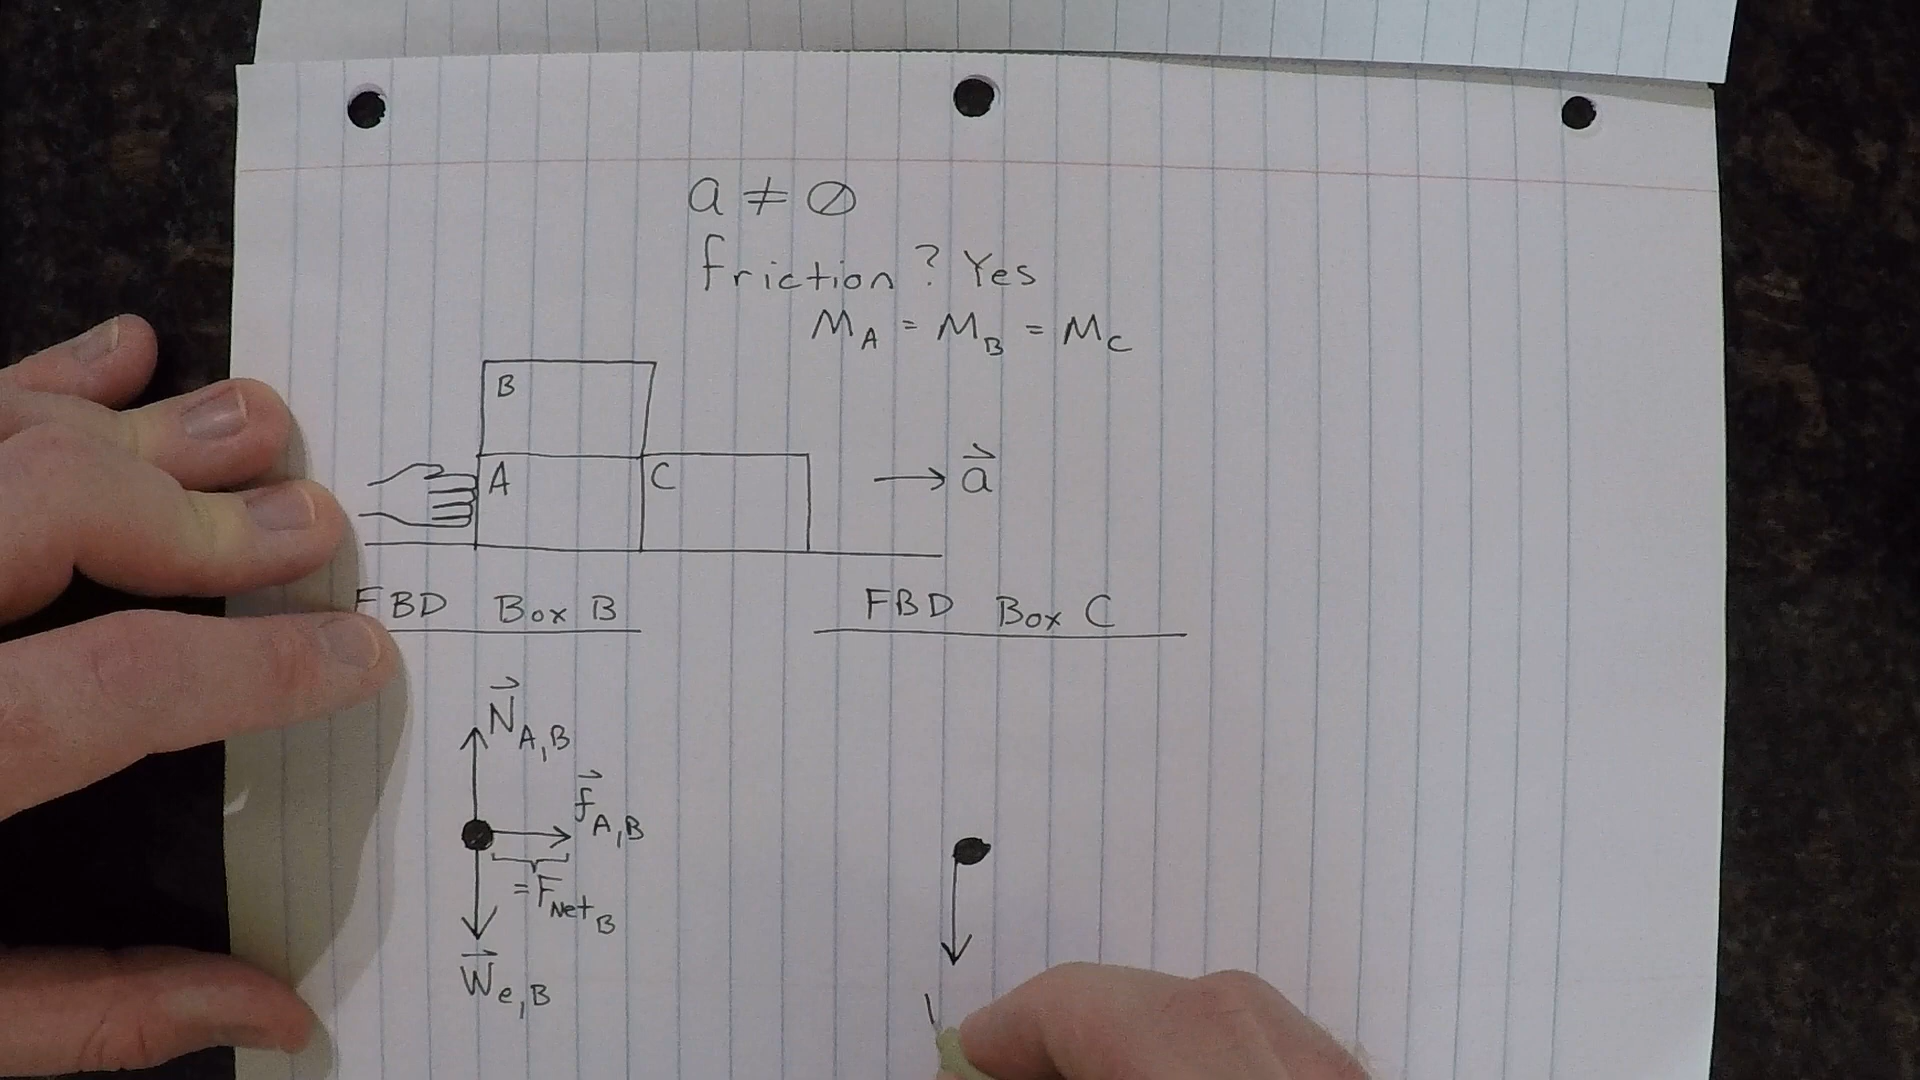 a ≠ ∅
friction? Yes
M_A = M_B = M_C
B
A
C
→ a⃗
FBD Box B
FBD Box C
N⃗_A,B
f⃗_A,B
= F_Net_B
W⃗_e,B